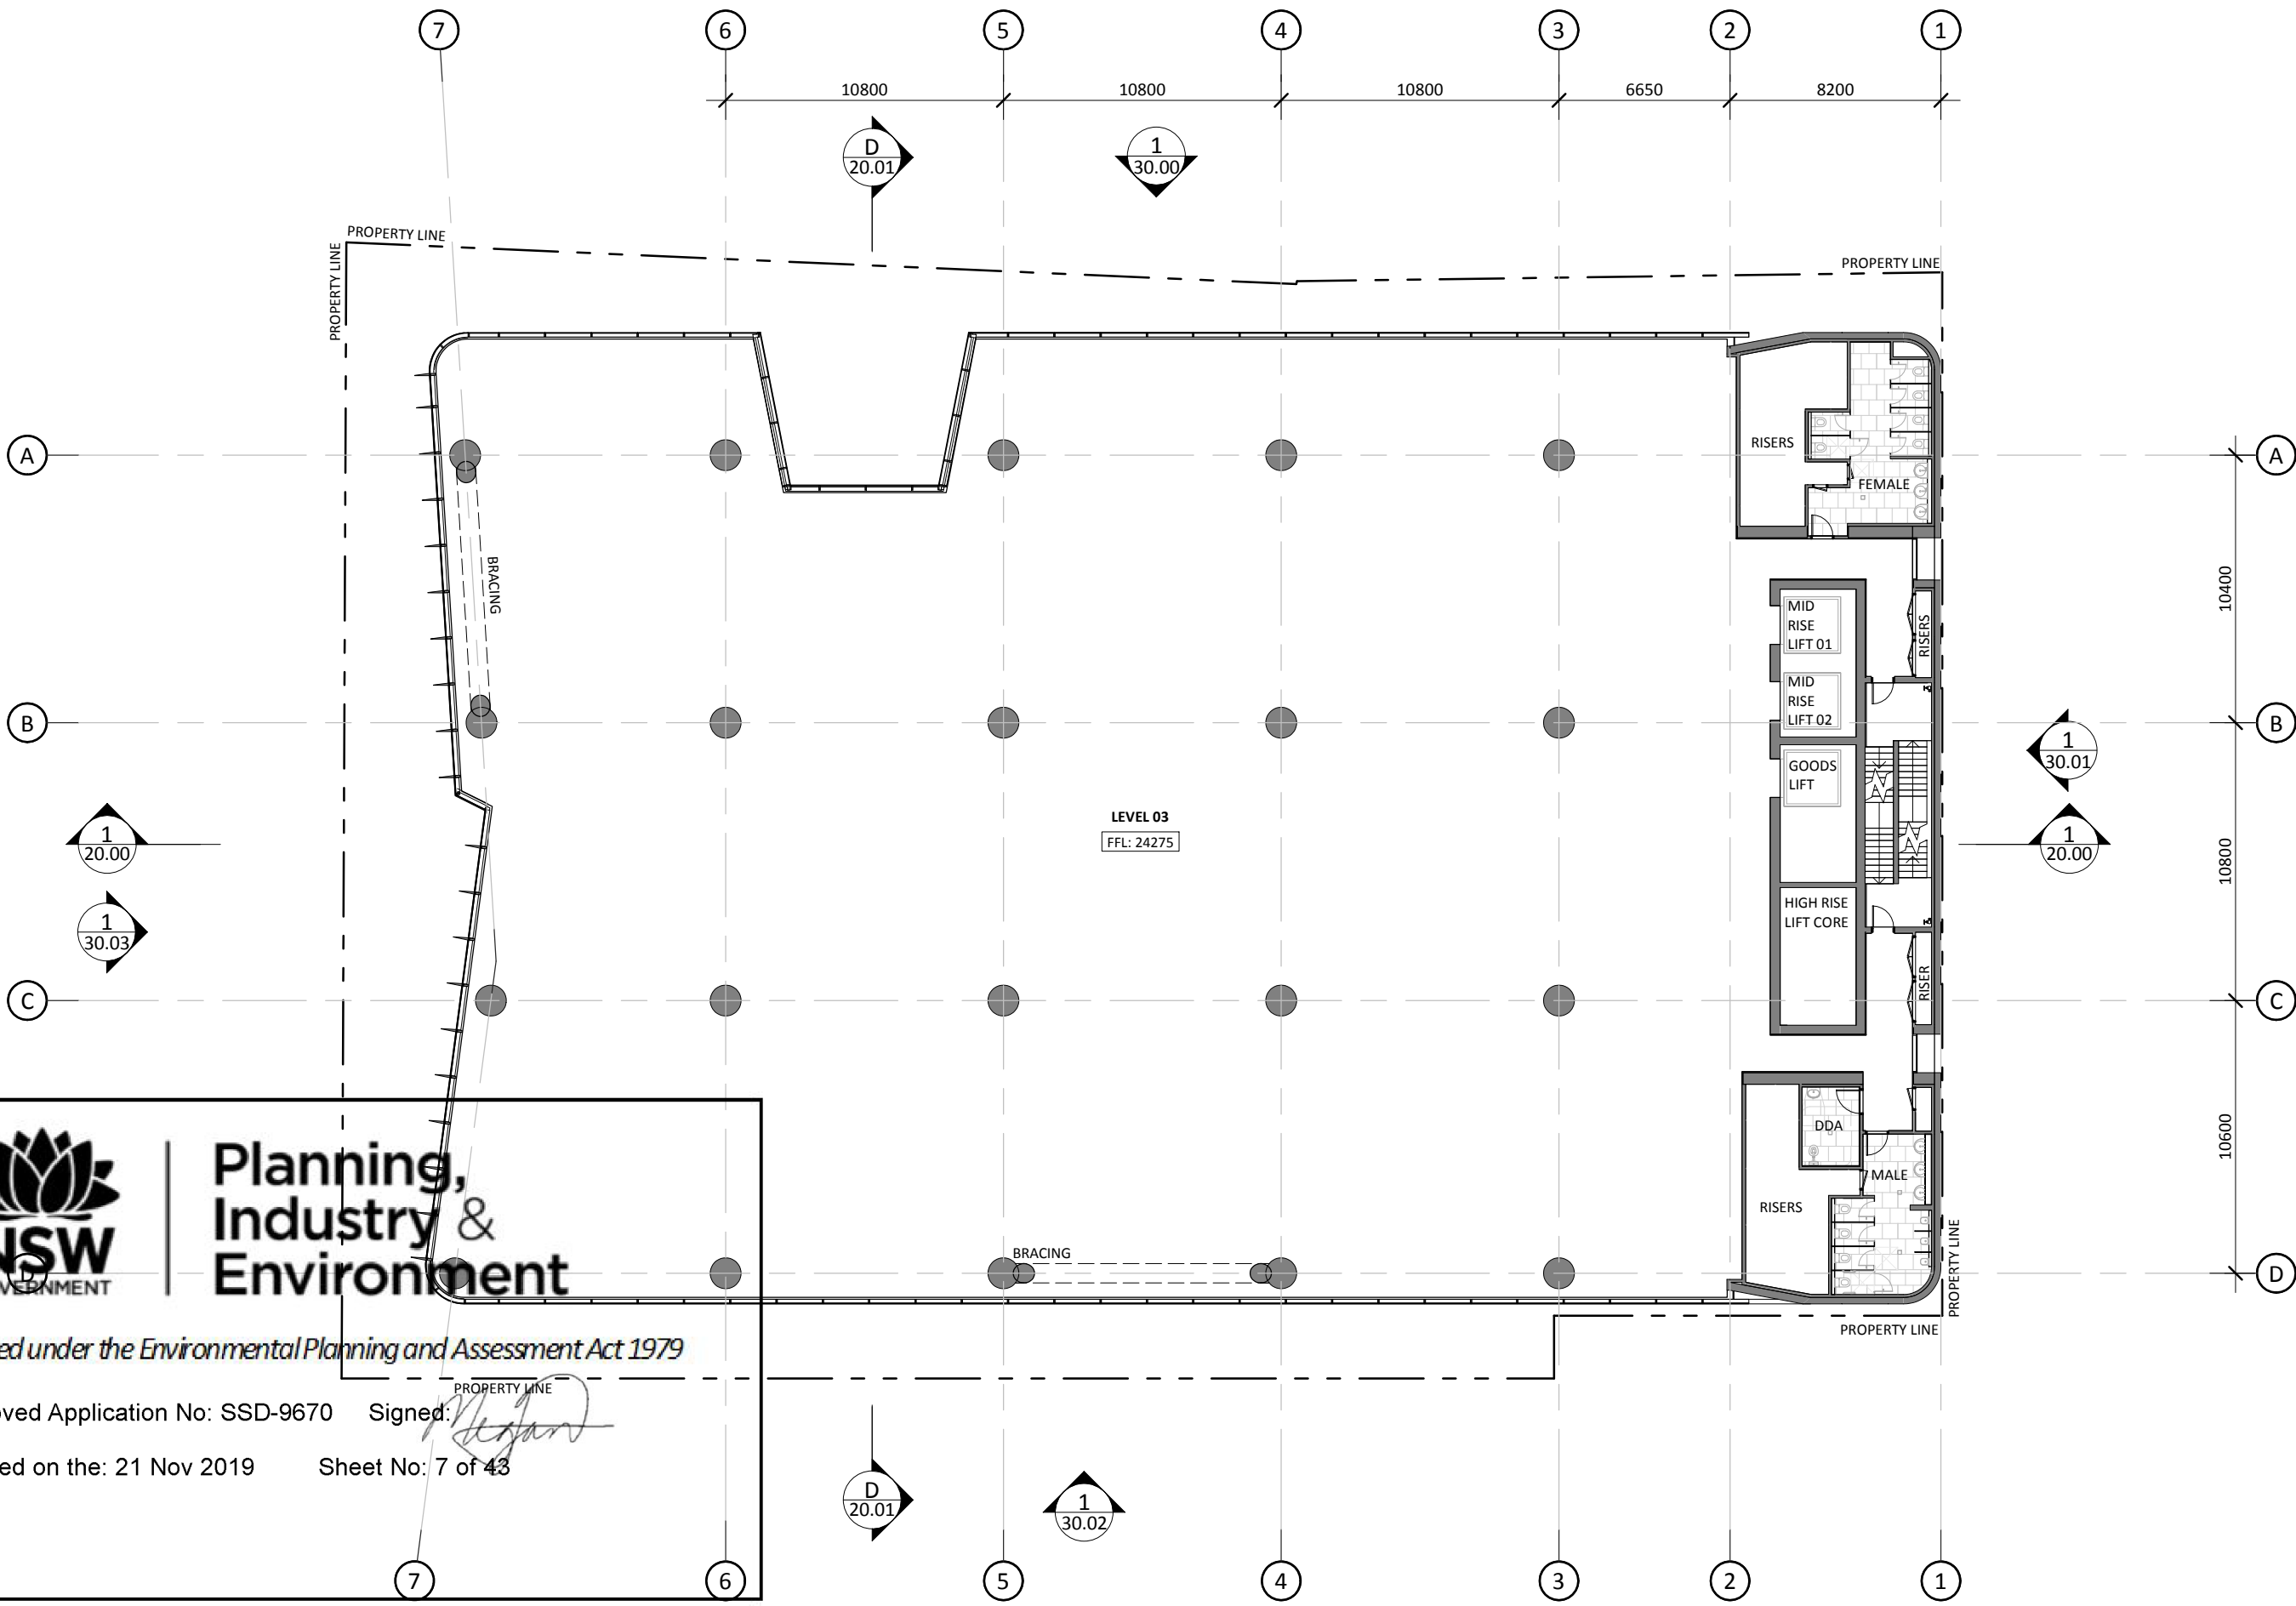 7 6 5 4 3 2 1
10800 10800 10800 6650 8200
D
20.01
1
30.00
PROPERTY LINE
PROPERTY LINE
PROPERTY LINE
A
A
RISERS
FEMALE
BRACING
10400
MID
RISE
LIFT 01
RISERS
MID
RISE
LIFT 02
B
B
1
30.01
GOODS
LIFT
LEVEL 03
FFL: 24275
1
20.00
1
20.00
10800
1
30.03
HIGH RISE
LIFT CORE
RISER
C
C
DDA
10600
MALE
RISERS
Planning,
Industry &
Environment
NSW
VERNMENT
D
BRACING
D
PROPERTY LINE
PROPERTY LINE
ed under the Environmental Planning and Assessment Act 1979
PROPERTY LINE
oved Application No: SSD-9670 Signed:
ed on the: 21 Nov 2019 Sheet No: 7 of 43
D
20.01
1
30.02
7 6 5 4 3 2 1